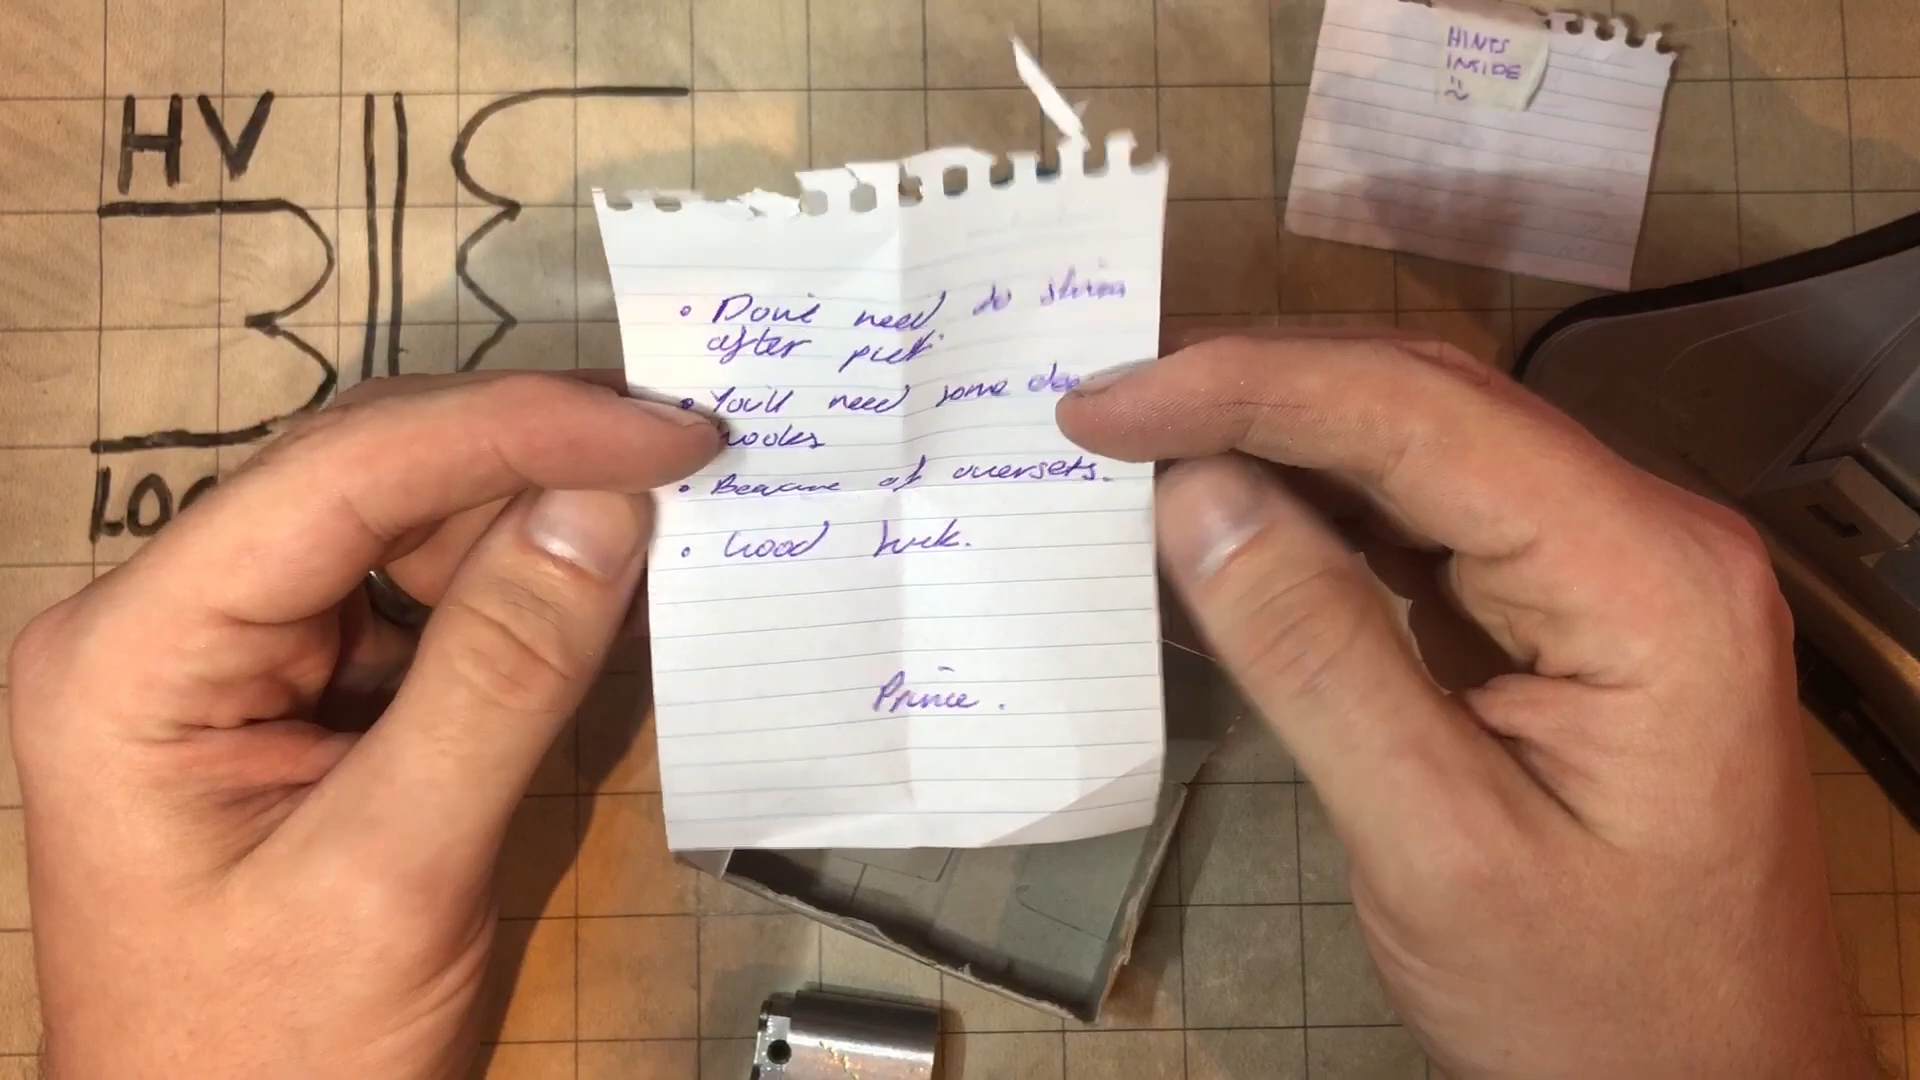 HV
LOC
HINTS
INSIDE
• Don't need to shim
after pick
• You'll need some
hooks
• Beware of oversets.
• Good luck.
Prince.